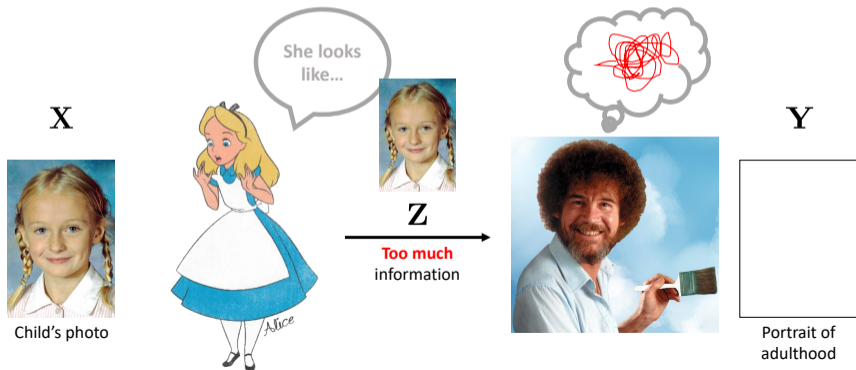 She looks
like…
X
Z
Y
Too much
information
Child's photo
Alice
Portrait of
adulthood